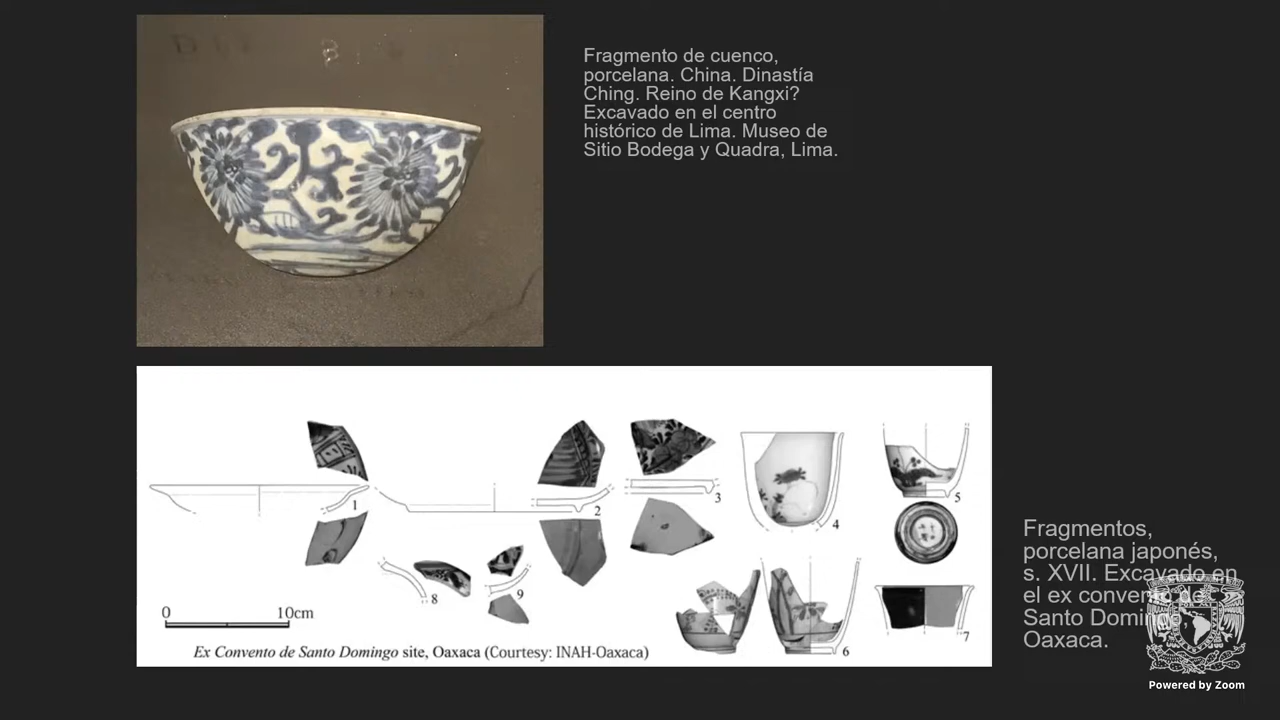 Fragmento de cuenco,
porcelana. China. Dinastía
Ching. Reino de Kangxi?
Excavado en el centro
histórico de Lima. Museo de
Sitio Bodega y Quadra, Lima.
1
2
3
4
5
6
7
8
9
0 10cm
Ex Convento de Santo Domingo site, Oaxaca (Courtesy: INAH-Oaxaca)
Fragmentos,
porcelana japonés,
s. XVII. Excavado en
el ex convento de
Santo Domingo
Oaxaca.
Powered by Zoom